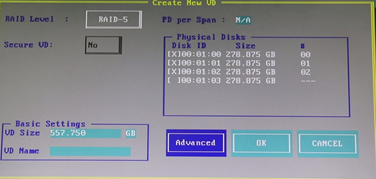 Create New VD
RAID Level : RAID-5 PD per Span : N/A
Secure VD: No
Physical Disks
Disk ID Size #
[X]00:01:00 278.875 GB 00
[X]00:01:01 278.875 GB 01
[X]00:01:02 278.875 GB 02
[ ]00:01:03 278.875 GB ---
Basic Settings
VD Size 557.750 GB
VD Name
Advanced OK CANCEL